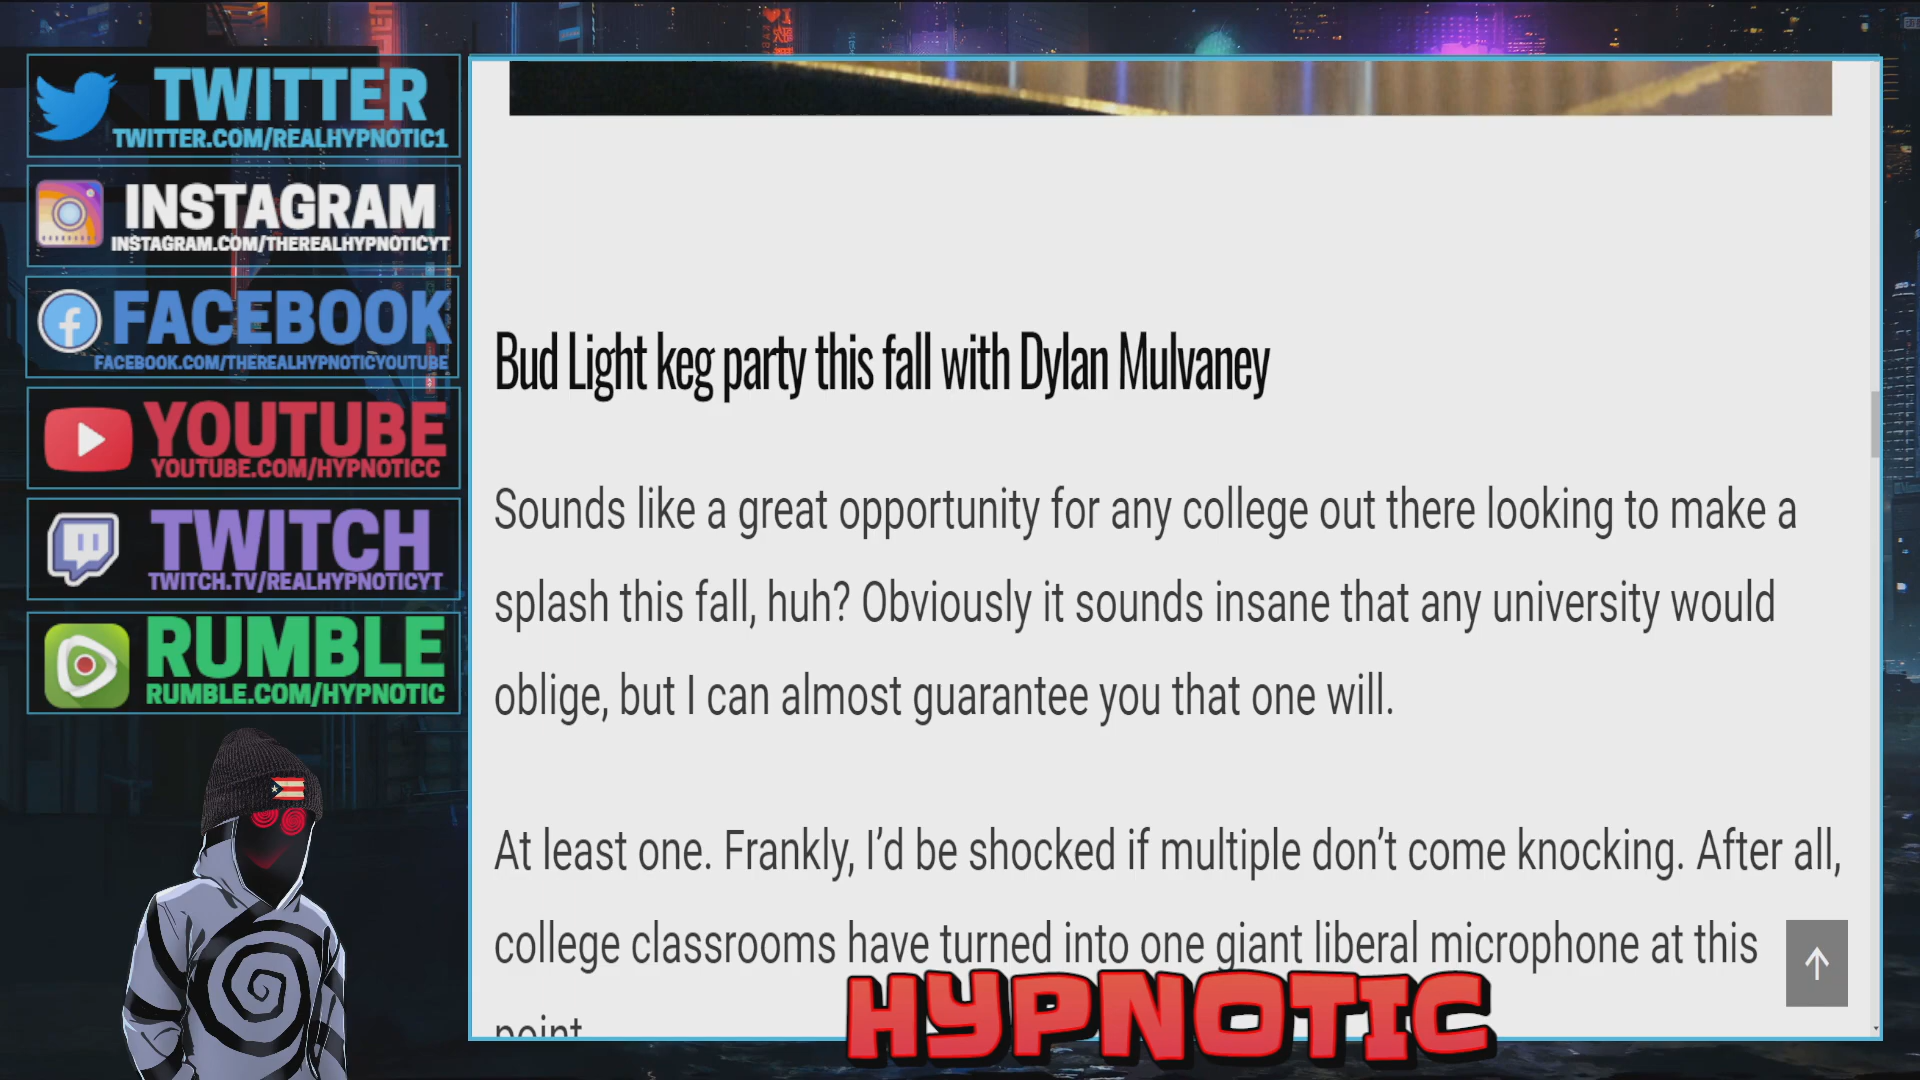 TWITTER
TWITTER.COM/REALHYPNOTIC1
INSTAGRAM
INSTAGRAM.COM/THEREALHYPNOTICYT
FACEBOOK
FACEBOOK.COM/THEREALHYPNOTICYOUTUBE
YOUTUBE
YOUTUBE.COM/HYPNOTICC
TWITCH
TWITCH.TV/REALHYPNOTICYT
RUMBLE
RUMBLE.COM/HYPNOTIC
Bud Light keg party this fall with Dylan Mulvaney
Sounds like a great opportunity for any college out there looking to make a
splash this fall, huh? Obviously it sounds insane that any university would
oblige, but I can almost guarantee you that one will.
At least one. Frankly, I’d be shocked if multiple don’t come knocking. After all,
college classrooms have turned into one giant liberal microphone at this
point.
HYPNOTIC